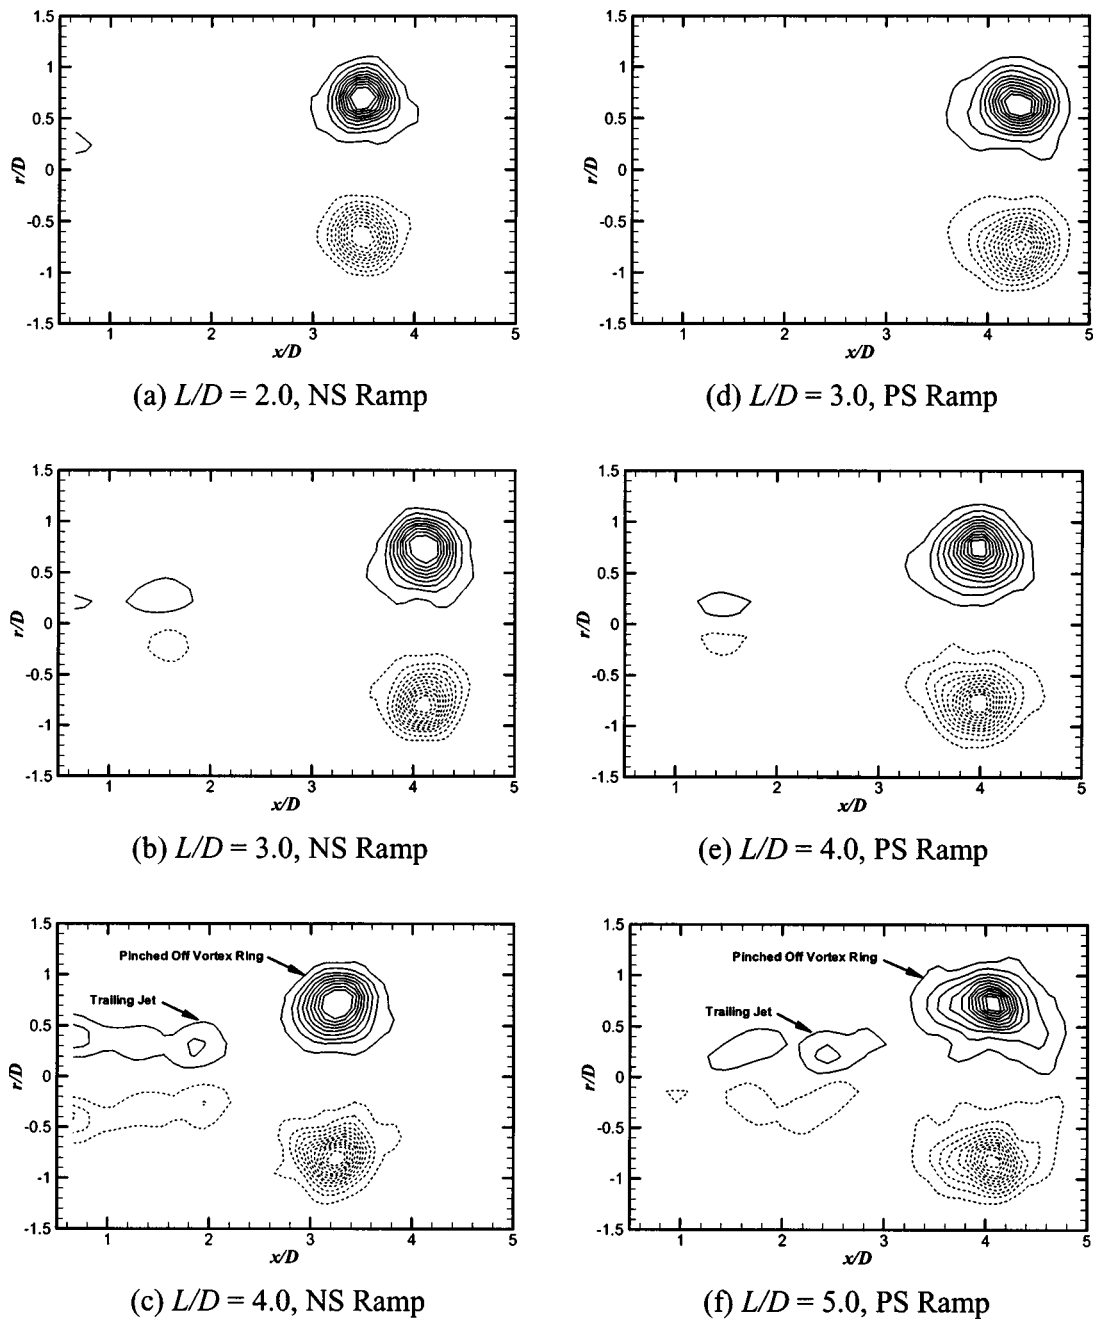 1.5
1
0.5
0
-0.5
-1
-1.5
r/D
1 2 3 4 5
x/D
(a) L/D = 2.0, NS Ramp
1.5
1
0.5
0
-0.5
-1
-1.5
r/D
1 2 3 4 5
x/D
(d) L/D = 3.0, PS Ramp
1.5
1
0.5
0
-0.5
-1
-1.5
r/D
1 2 3 4 5
x/D
(b) L/D = 3.0, NS Ramp
1.5
1
0.5
0
-0.5
-1
-1.5
r/D
1 2 3 4 5
x/D
(e) L/D = 4.0, PS Ramp
1.5
1
0.5
0
-0.5
-1
-1.5
r/D
Pinched Off Vortex Ring
Trailing Jet
1 2 3 4 5
x/D
(c) L/D = 4.0, NS Ramp
1.5
1
0.5
0
-0.5
-1
-1.5
r/D
Pinched Off Vortex Ring
Trailing Jet
1 2 3 4 5
x/D
(f) L/D = 5.0, PS Ramp